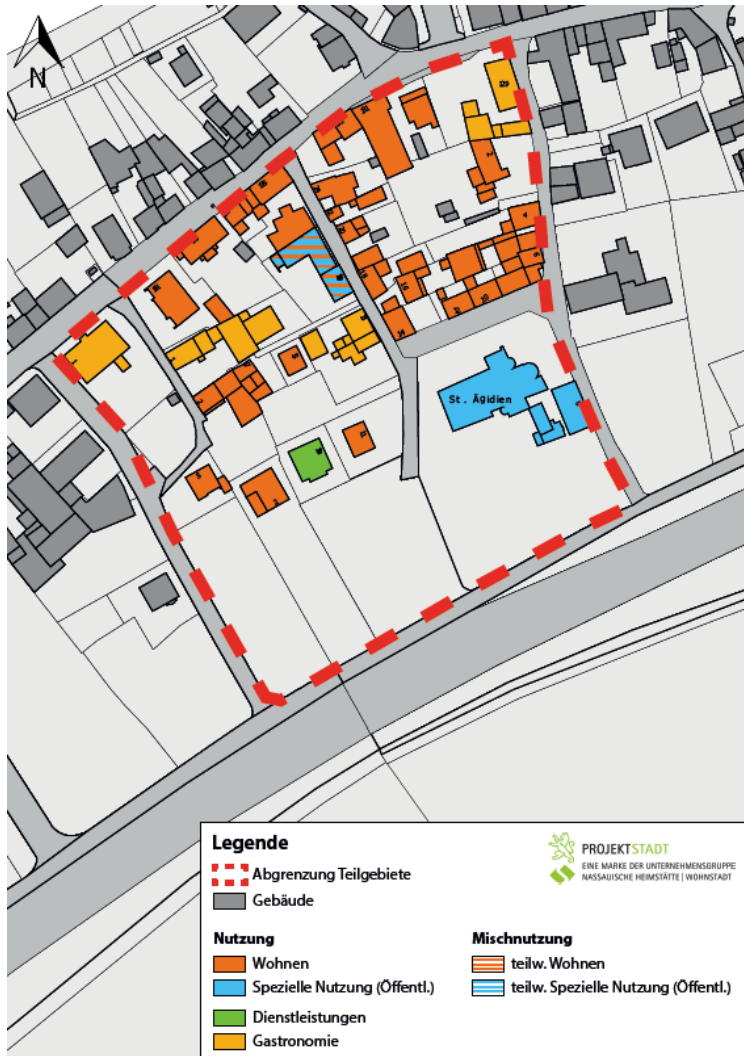 N
St. Ägidien
Legende
Abgrenzung Teilgebiete
Gebäude
Nutzung
Wohnen
Spezielle Nutzung (Öffentl.)
Dienstleistungen
Gastronomie
Mischnutzung
teilw. Wohnen
teilw. Spezielle Nutzung (Öffentl.)
PROJEKTSTADT
EINE MARKE DER UNTERNEHMENSGRUPPE
NASSAUISCHE HEIMSTÄTTE | WOHNSTADT